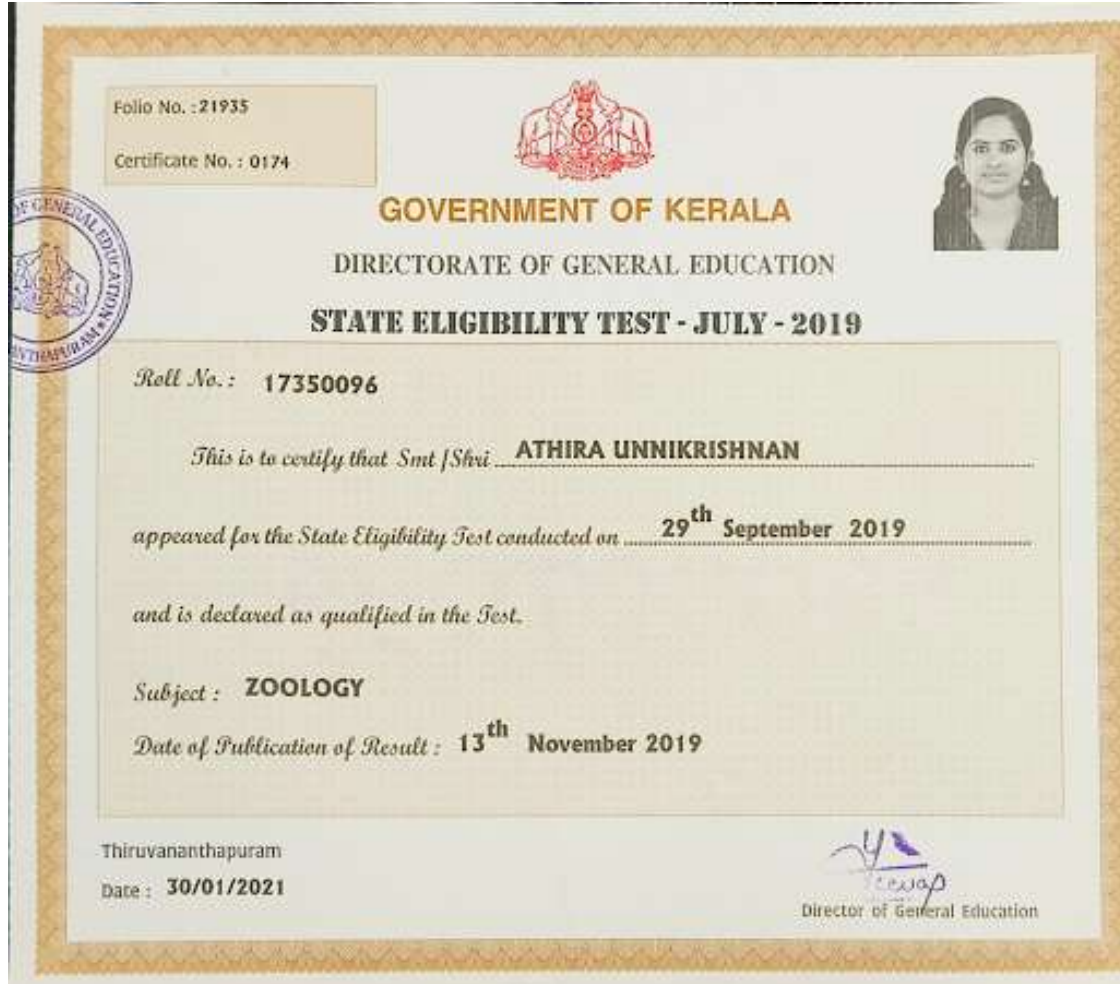 Folio No. : 21935
Certificate No. : 0174
GOVERNMENT OF KERALA
DIRECTORATE OF GENERAL EDUCATION
STATE ELIGIBILITY TEST - JULY - 2019
OF GENERAL EDUCATION
Roll No. : 17350096
This is to certify that Smt / Shri ATHIRA UNNIKRISHNAN
appeared for the State Eligibility Test conducted on 29th September 2019
and is declared as qualified in the Test.
Subject : ZOOLOGY
Date of Publication of Result : 13th November 2019
Thiruvananthapuram
Date : 30/01/2021
Director of General Education